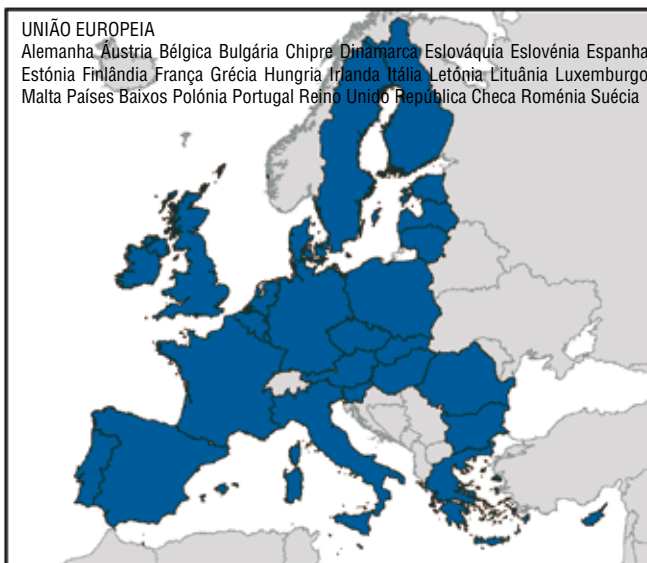 UNIÃO EUROPEIA
Alemanha Áustria Bélgica Bulgária Chipre Dinamarca Eslováquia Eslovénia Espanha
Estónia Finlândia França Grécia Hungria Irlanda Itália Letónia Lituânia Luxemburgo
Malta Países Baixos Polónia Portugal Reino Unido República Checa Roménia Suécia